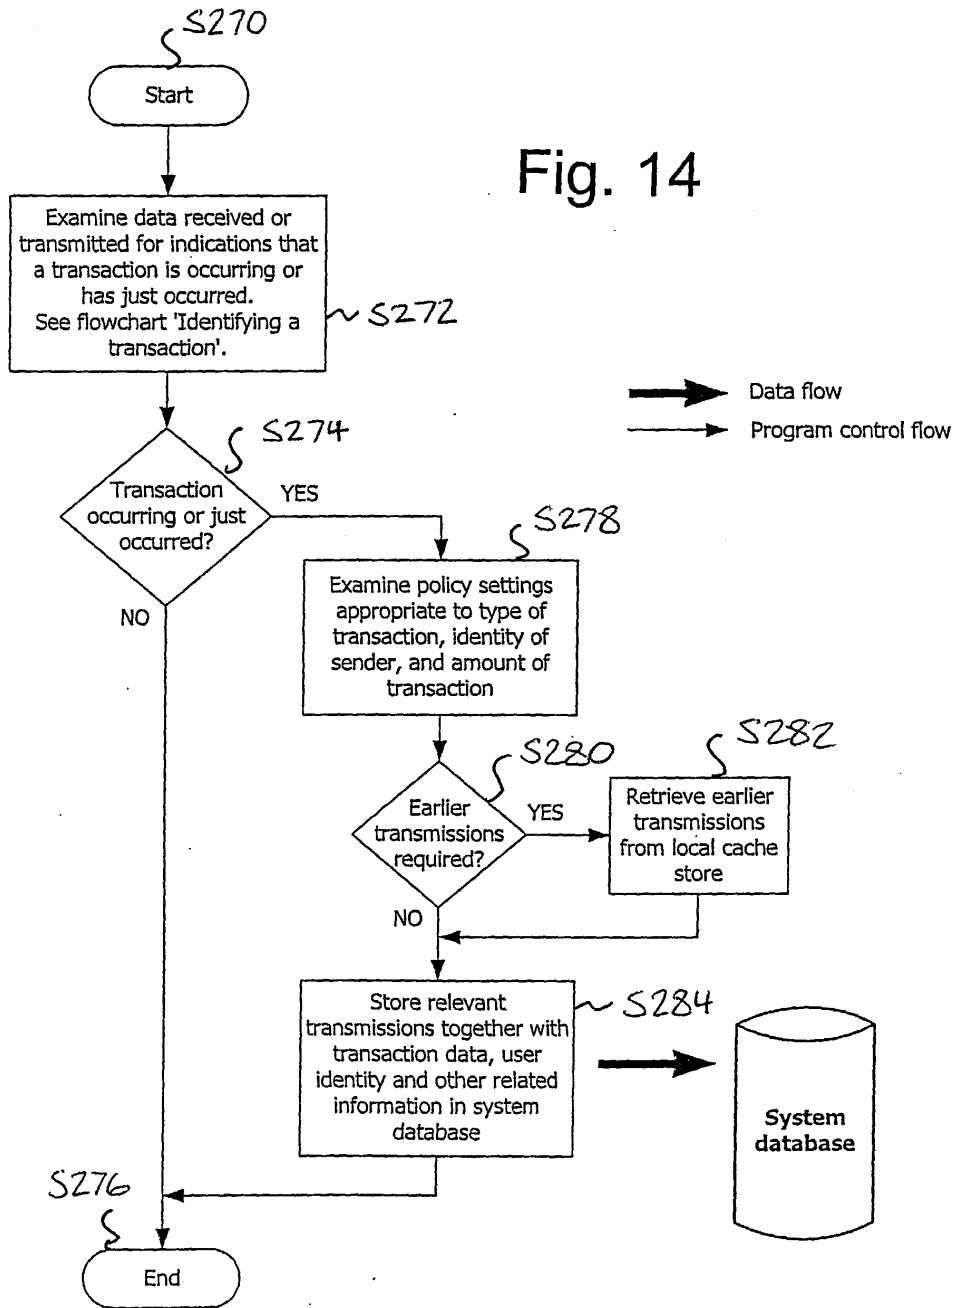 S270
Start
Fig. 14
Examine data received or
transmitted for indications that
a transaction is occurring or
has just occurred.
See flowchart 'Identifying a
transaction'.
S272
Data flow
Program control flow
S274
Transaction
occurring or just
occurred?
YES
NO
S278
Examine policy settings
appropriate to type of
transaction, identity of
sender, and amount of
transaction
S280
Earlier
transmissions
required?
YES
NO
S282
Retrieve earlier
transmissions
from local cache
store
S284
Store relevant
transmissions together with
transaction data, user
identity and other related
information in system
database
System
database
S276
End